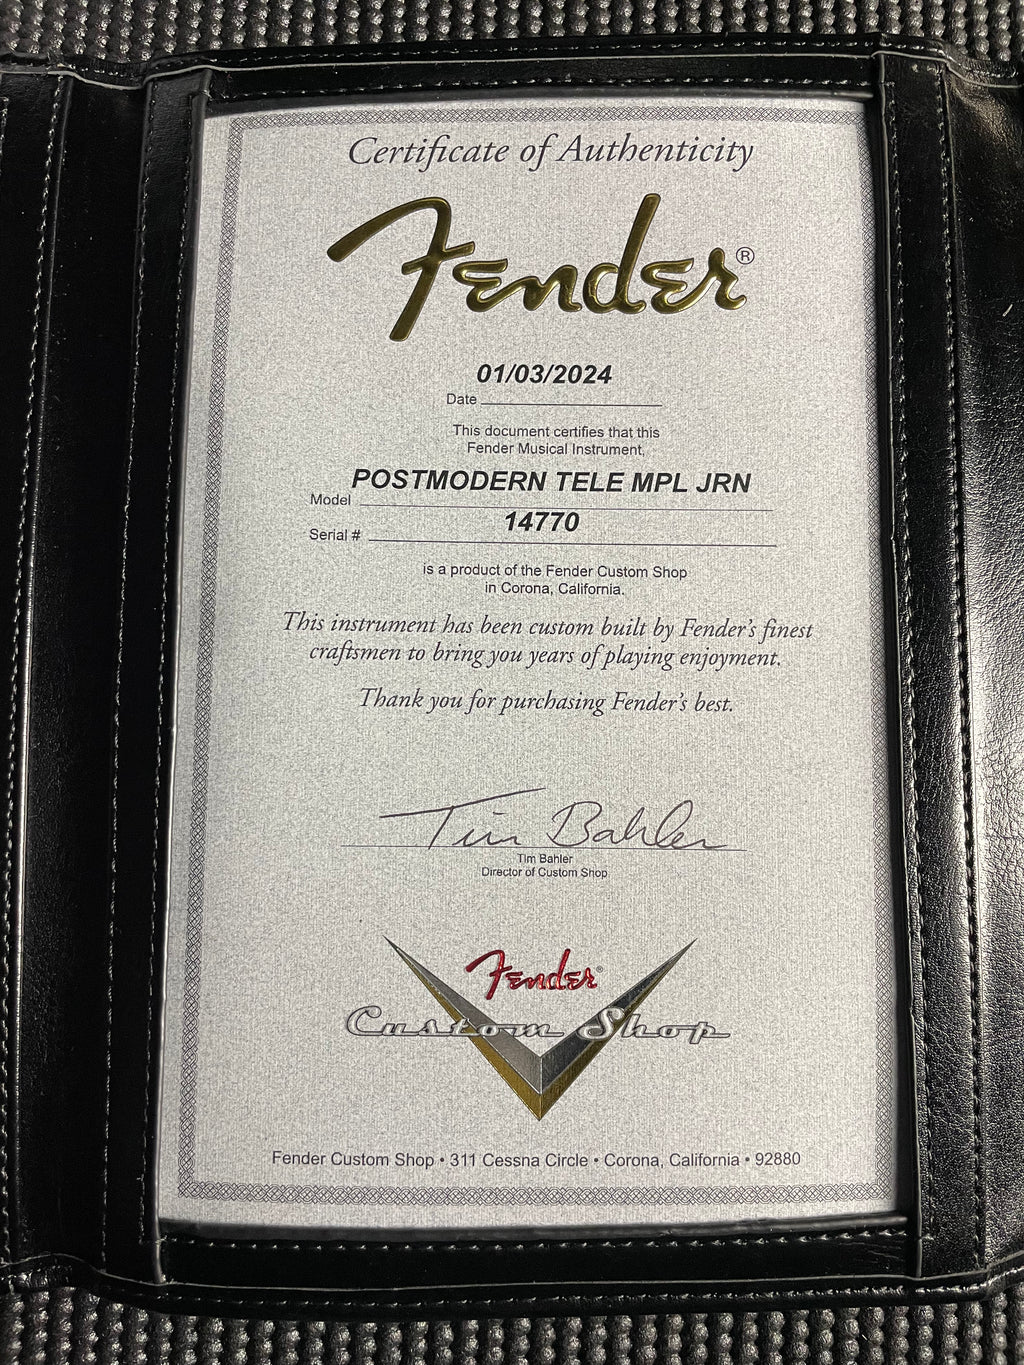 Certificate of Authenticity
Fender®
01/03/2024
Date
This document certifies that this
Fender Musical Instrument,
POSTMODERN TELE MPL JRN
Model
14770
Serial #
is a product of the Fender Custom Shop
in Corona, California.
This instrument has been custom built by Fender's finest
craftsmen to bring you years of playing enjoyment.
Thank you for purchasing Fender's best.
Tim Bahler
Tim Bahler
Director of Custom Shop
Fender
Custom Shop
Fender Custom Shop • 311 Cessna Circle • Corona, California • 92880